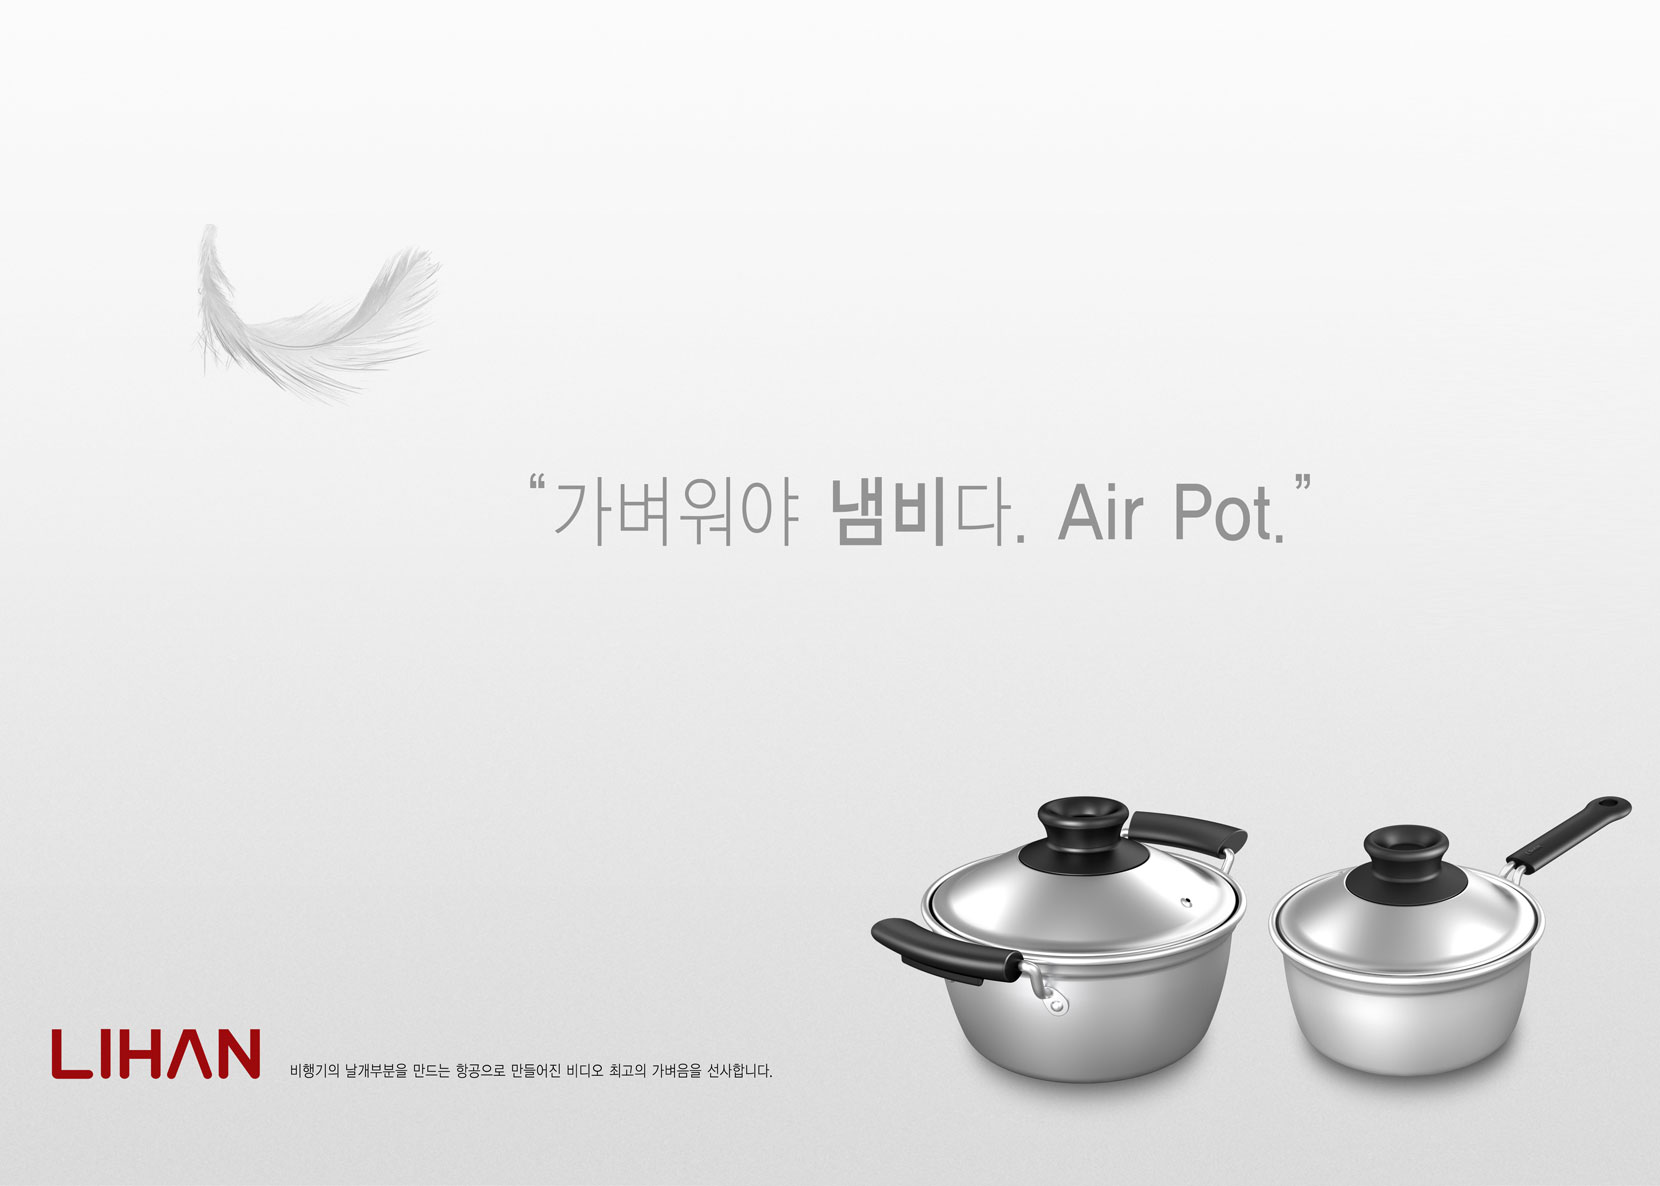 “가벼워야 냄비다. Air Pot.”
LIHAN
비행기의 날개부분을 만드는 항공으로 만들어진 비디오 최고의 가벼음을 선사합니다.